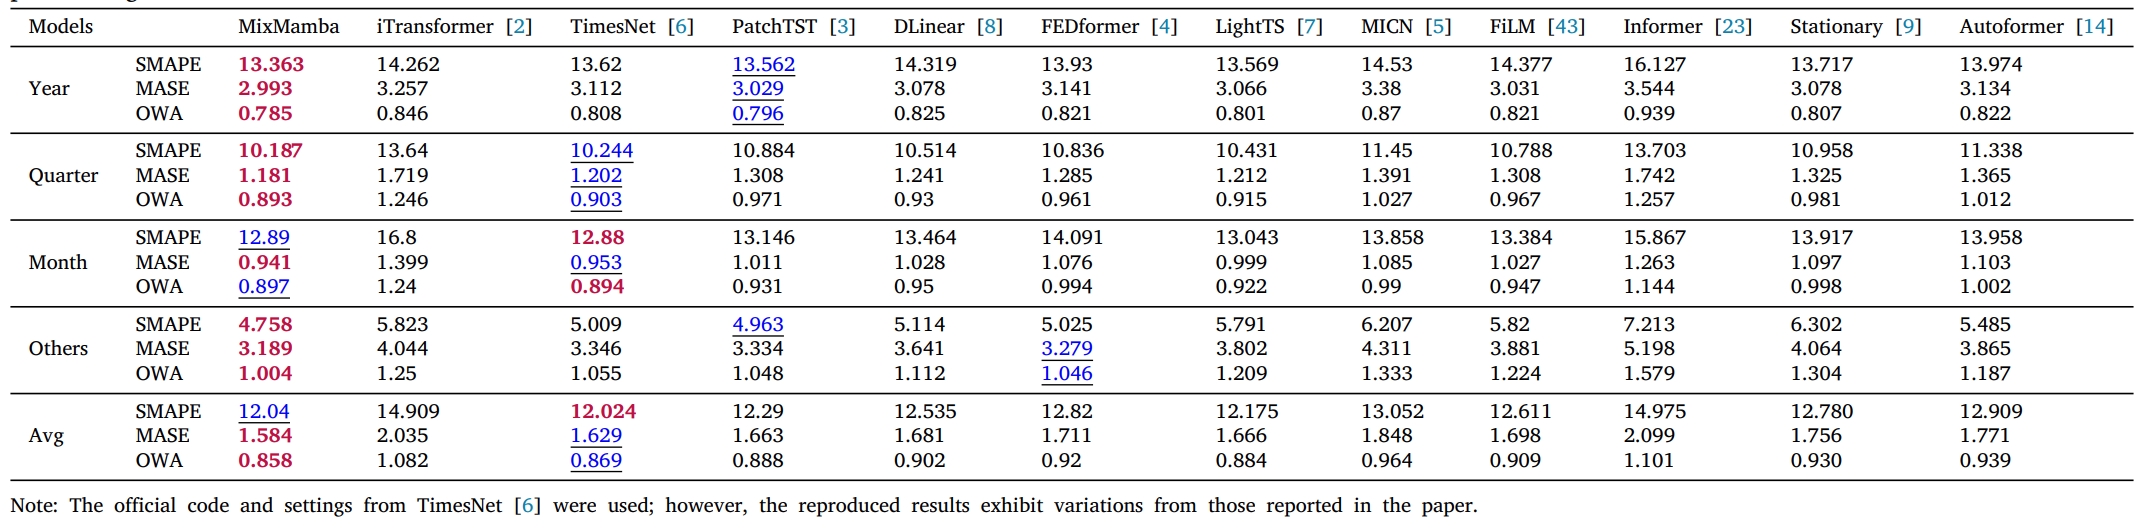 Models MixMamba iTransformer [2] TimesNet [6] PatchTST [3] DLinear [8] FEDformer [4] LightTS [7] MICN [5] FiLM [43] Informer [23] Stationary [9] Autoformer [14]
SMAPE 13.363 14.262 13.62 13.562 14.319 13.93 13.569 14.53 14.377 16.127 13.717 13.974
Year MASE 2.993 3.257 3.112 3.029 3.078 3.141 3.066 3.38 3.031 3.544 3.078 3.134
OWA 0.785 0.846 0.808 0.796 0.825 0.821 0.801 0.87 0.821 0.939 0.807 0.822
SMAPE 10.187 13.64 10.244 10.884 10.514 10.836 10.431 11.45 10.788 13.703 10.958 11.338
Quarter MASE 1.181 1.719 1.202 1.308 1.241 1.285 1.212 1.391 1.308 1.742 1.325 1.365
OWA 0.893 1.246 0.903 0.971 0.93 0.961 0.915 1.027 0.967 1.257 0.981 1.012
SMAPE 12.89 16.8 12.88 13.146 13.464 14.091 13.043 13.858 13.384 15.867 13.917 13.958
Month MASE 0.941 1.399 0.953 1.011 1.028 1.076 0.999 1.085 1.027 1.263 1.097 1.103
OWA 0.897 1.24 0.894 0.931 0.95 0.994 0.922 0.99 0.947 1.144 0.998 1.002
SMAPE 4.758 5.823 5.009 4.963 5.114 5.025 5.791 6.207 5.82 7.213 6.302 5.485
Others MASE 3.189 4.044 3.346 3.334 3.641 3.279 3.802 4.311 3.881 5.198 4.064 3.865
OWA 1.004 1.25 1.055 1.048 1.112 1.046 1.209 1.333 1.224 1.579 1.304 1.187
SMAPE 12.04 14.909 12.024 12.29 12.535 12.82 12.175 13.052 12.611 14.975 12.780 12.909
Avg MASE 1.584 2.035 1.629 1.663 1.681 1.711 1.666 1.848 1.698 2.099 1.756 1.771
OWA 0.858 1.082 0.869 0.888 0.902 0.92 0.884 0.964 0.909 1.101 0.930 0.939
Note: The official code and settings from TimesNet [6] were used; however, the reproduced results exhibit variations from those reported in the paper.